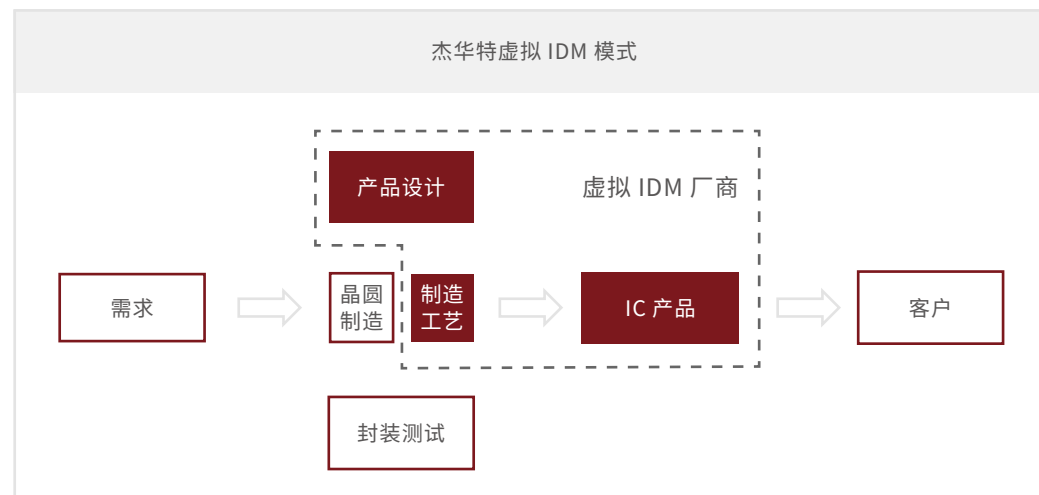 杰华特虚拟 IDM 模式
产品设计
虚拟 IDM 厂商
需求
晶圆
制造
制造
工艺
IC 产品
客户
封装测试